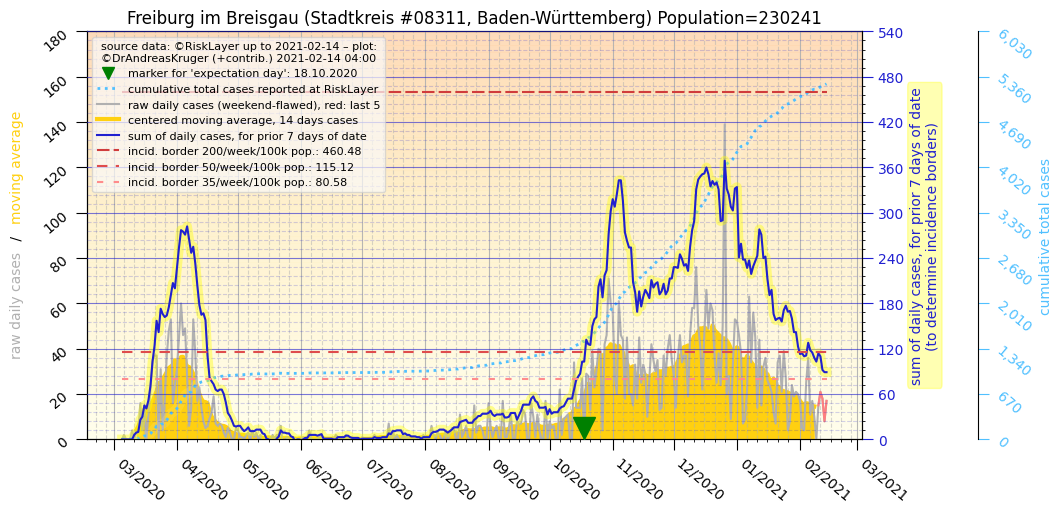 Freiburg im Breisgau (Stadtkreis #08311, Baden-Württemberg) Population=230241
source data: ©RiskLayer up to 2021-02-14 – plot:
©DrAndreasKruger (+contrib.) 2021-02-14 04:00
marker for 'expectation day': 18.10.2020
cumulative total cases reported at RiskLayer
raw daily cases (weekend-flawed), red: last 5
centered moving average, 14 days cases
sum of daily cases, for prior 7 days of date
incid. border 200/week/100k pop.: 460.48
incid. border 50/week/100k pop.: 115.12
incid. border 35/week/100k pop.: 80.58
raw daily cases / moving average
180
160
140
120
100
80
60
40
20
0
03/2020
04/2020
05/2020
06/2020
07/2020
08/2020
09/2020
10/2020
11/2020
12/2020
01/2021
02/2021
03/2021
540
480
420
360
300
240
180
120
60
0
sum of daily cases, for prior 7 days of date
(to determine incidence borders)
6,030
5,360
4,690
4,020
3,350
2,680
2,010
1,340
670
0
cumulative total cases